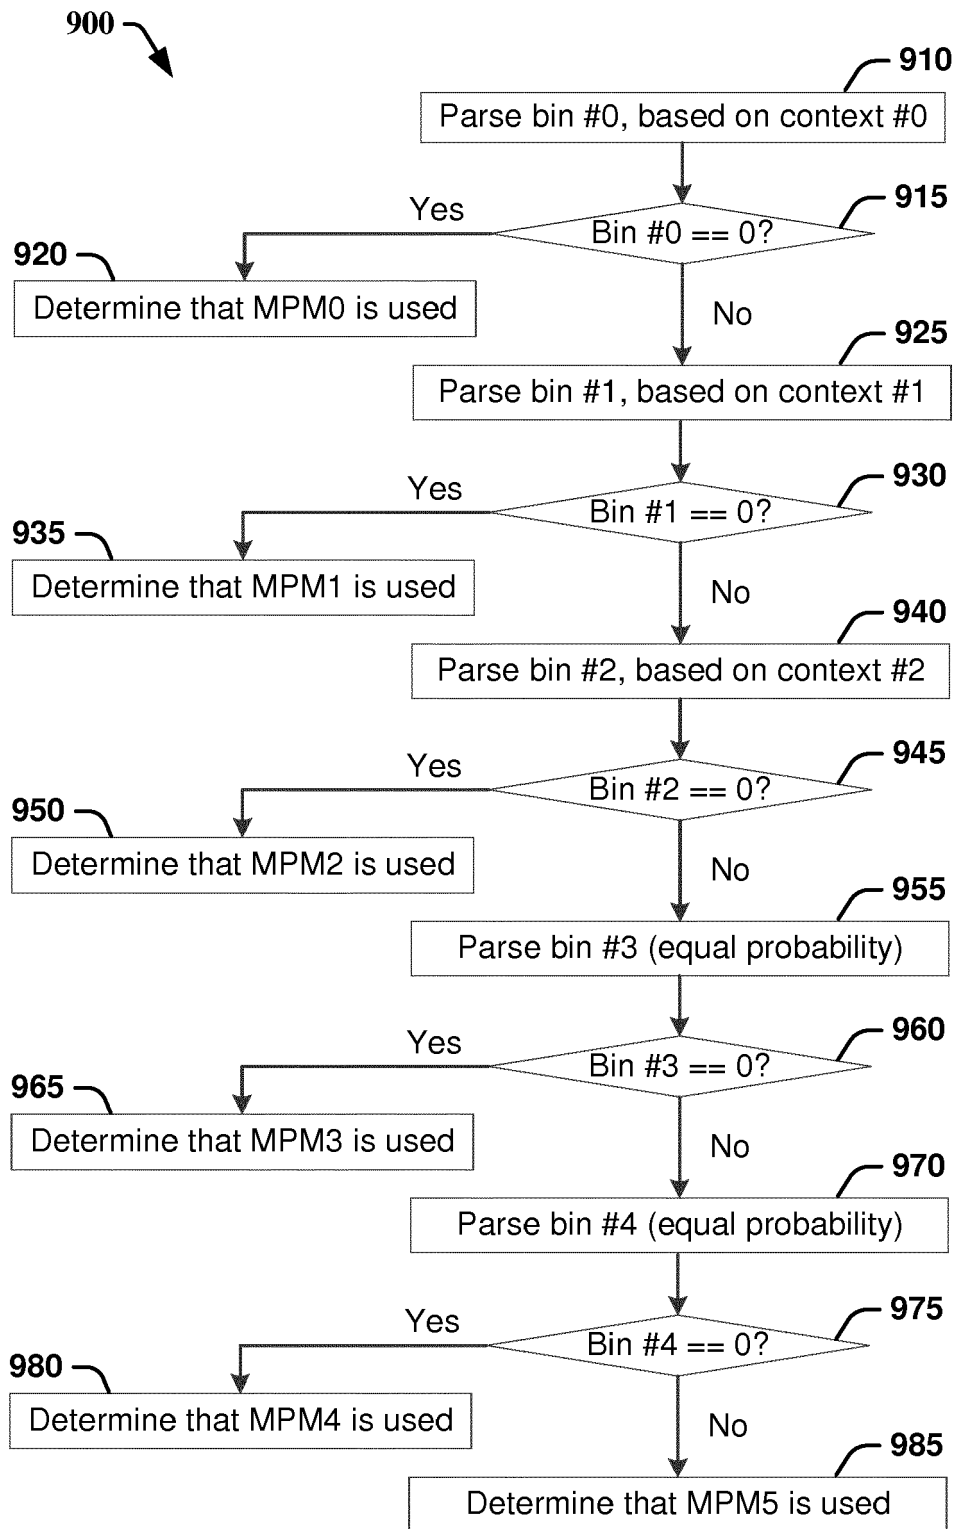 900
910
Parse bin #0, based on context #0
915
Yes
Bin #0 == 0?
920
Determine that MPM0 is used
No
925
Parse bin #1, based on context #1
930
Yes
Bin #1 == 0?
935
Determine that MPM1 is used
No
940
Parse bin #2, based on context #2
945
Yes
Bin #2 == 0?
950
Determine that MPM2 is used
No
955
Parse bin #3 (equal probability)
960
Yes
Bin #3 == 0?
965
Determine that MPM3 is used
No
970
Parse bin #4 (equal probability)
975
Yes
Bin #4 == 0?
980
Determine that MPM4 is used
No
985
Determine that MPM5 is used